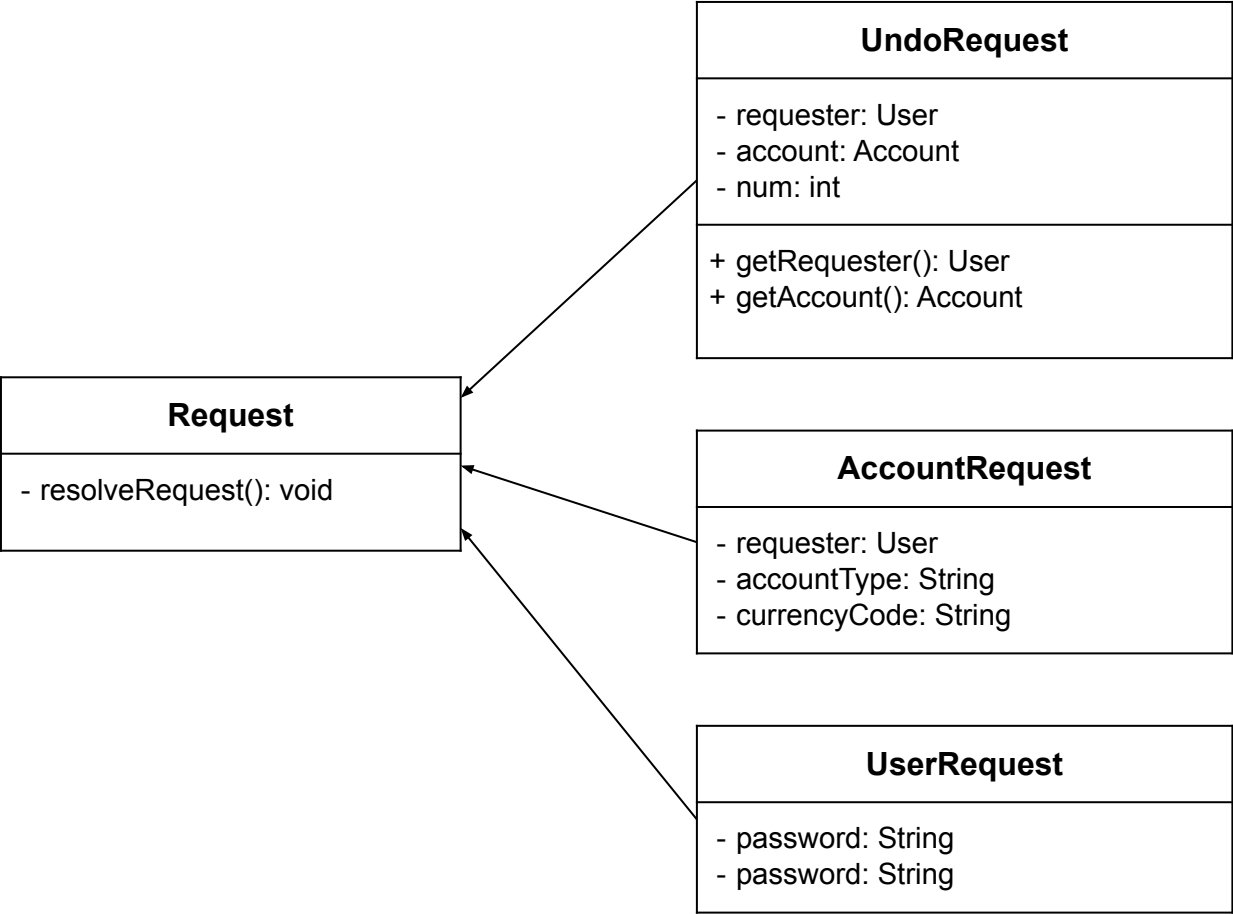 UndoRequest
- requester: User
- account: Account
- num: int
+ getRequester(): User
+ getAccount(): Account
Request
- resolveRequest(): void
AccountRequest
- requester: User
- accountType: String
- currencyCode: String
UserRequest
- password: String
- password: String